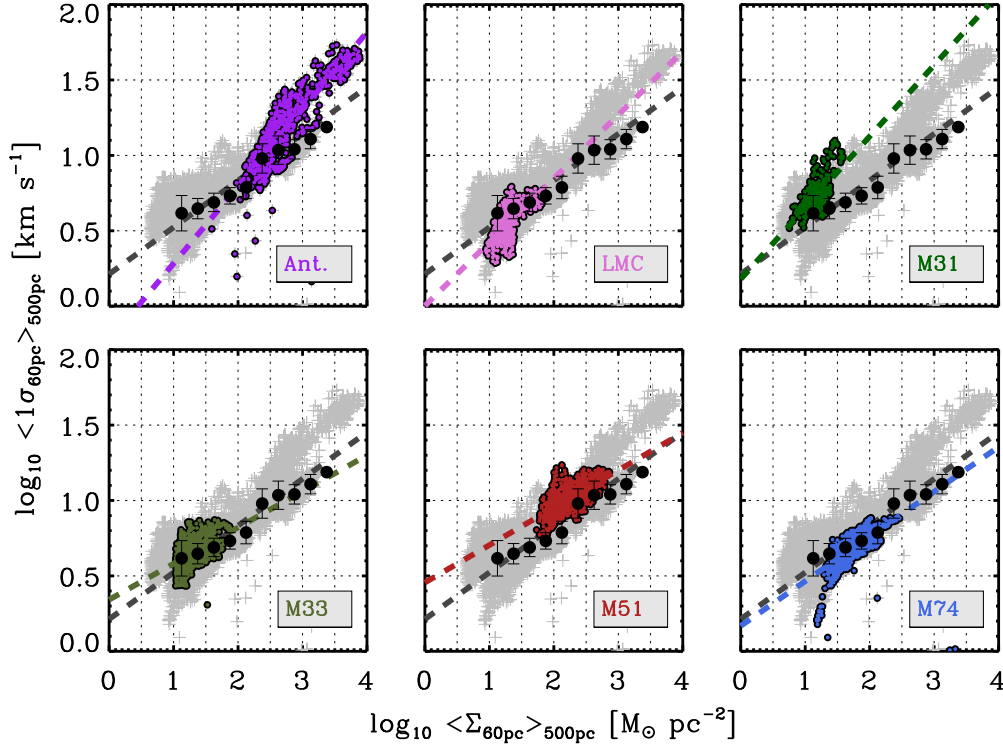 2.0
1.5
1.0
0.5
0.0
Ant.
LMC
M31
2.0
1.5
1.0
0.5
0.0
M33
M51
M74
0 1 2 3 4 0 1 2 3 4 0 1 2 3 4
log₁₀ <1σ₆₀pc>₅₀₀pc [km s⁻¹]
log₁₀ <Σ₆₀pc>₅₀₀pc [M⊙ pc⁻²]